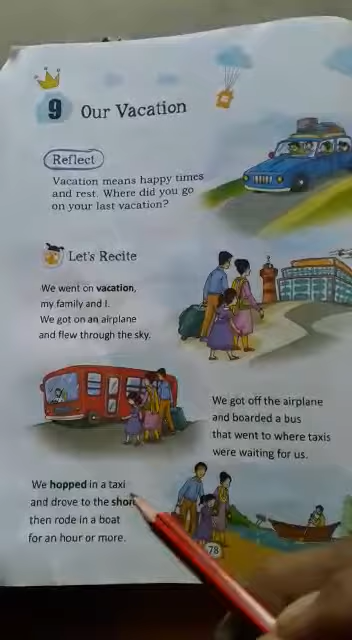 9 Our Vacation
Reflect
Vacation means happy times
and rest. Where did you go
on your last vacation?
Let's Recite
We went on vacation,
my family and I.
We got on an airplane
and flew through the sky.
We got off the airplane
and boarded a bus
that went to where taxis
were waiting for us.
We hopped in a taxi
and drove to the
then rode in a boat
for an hour or more.
78